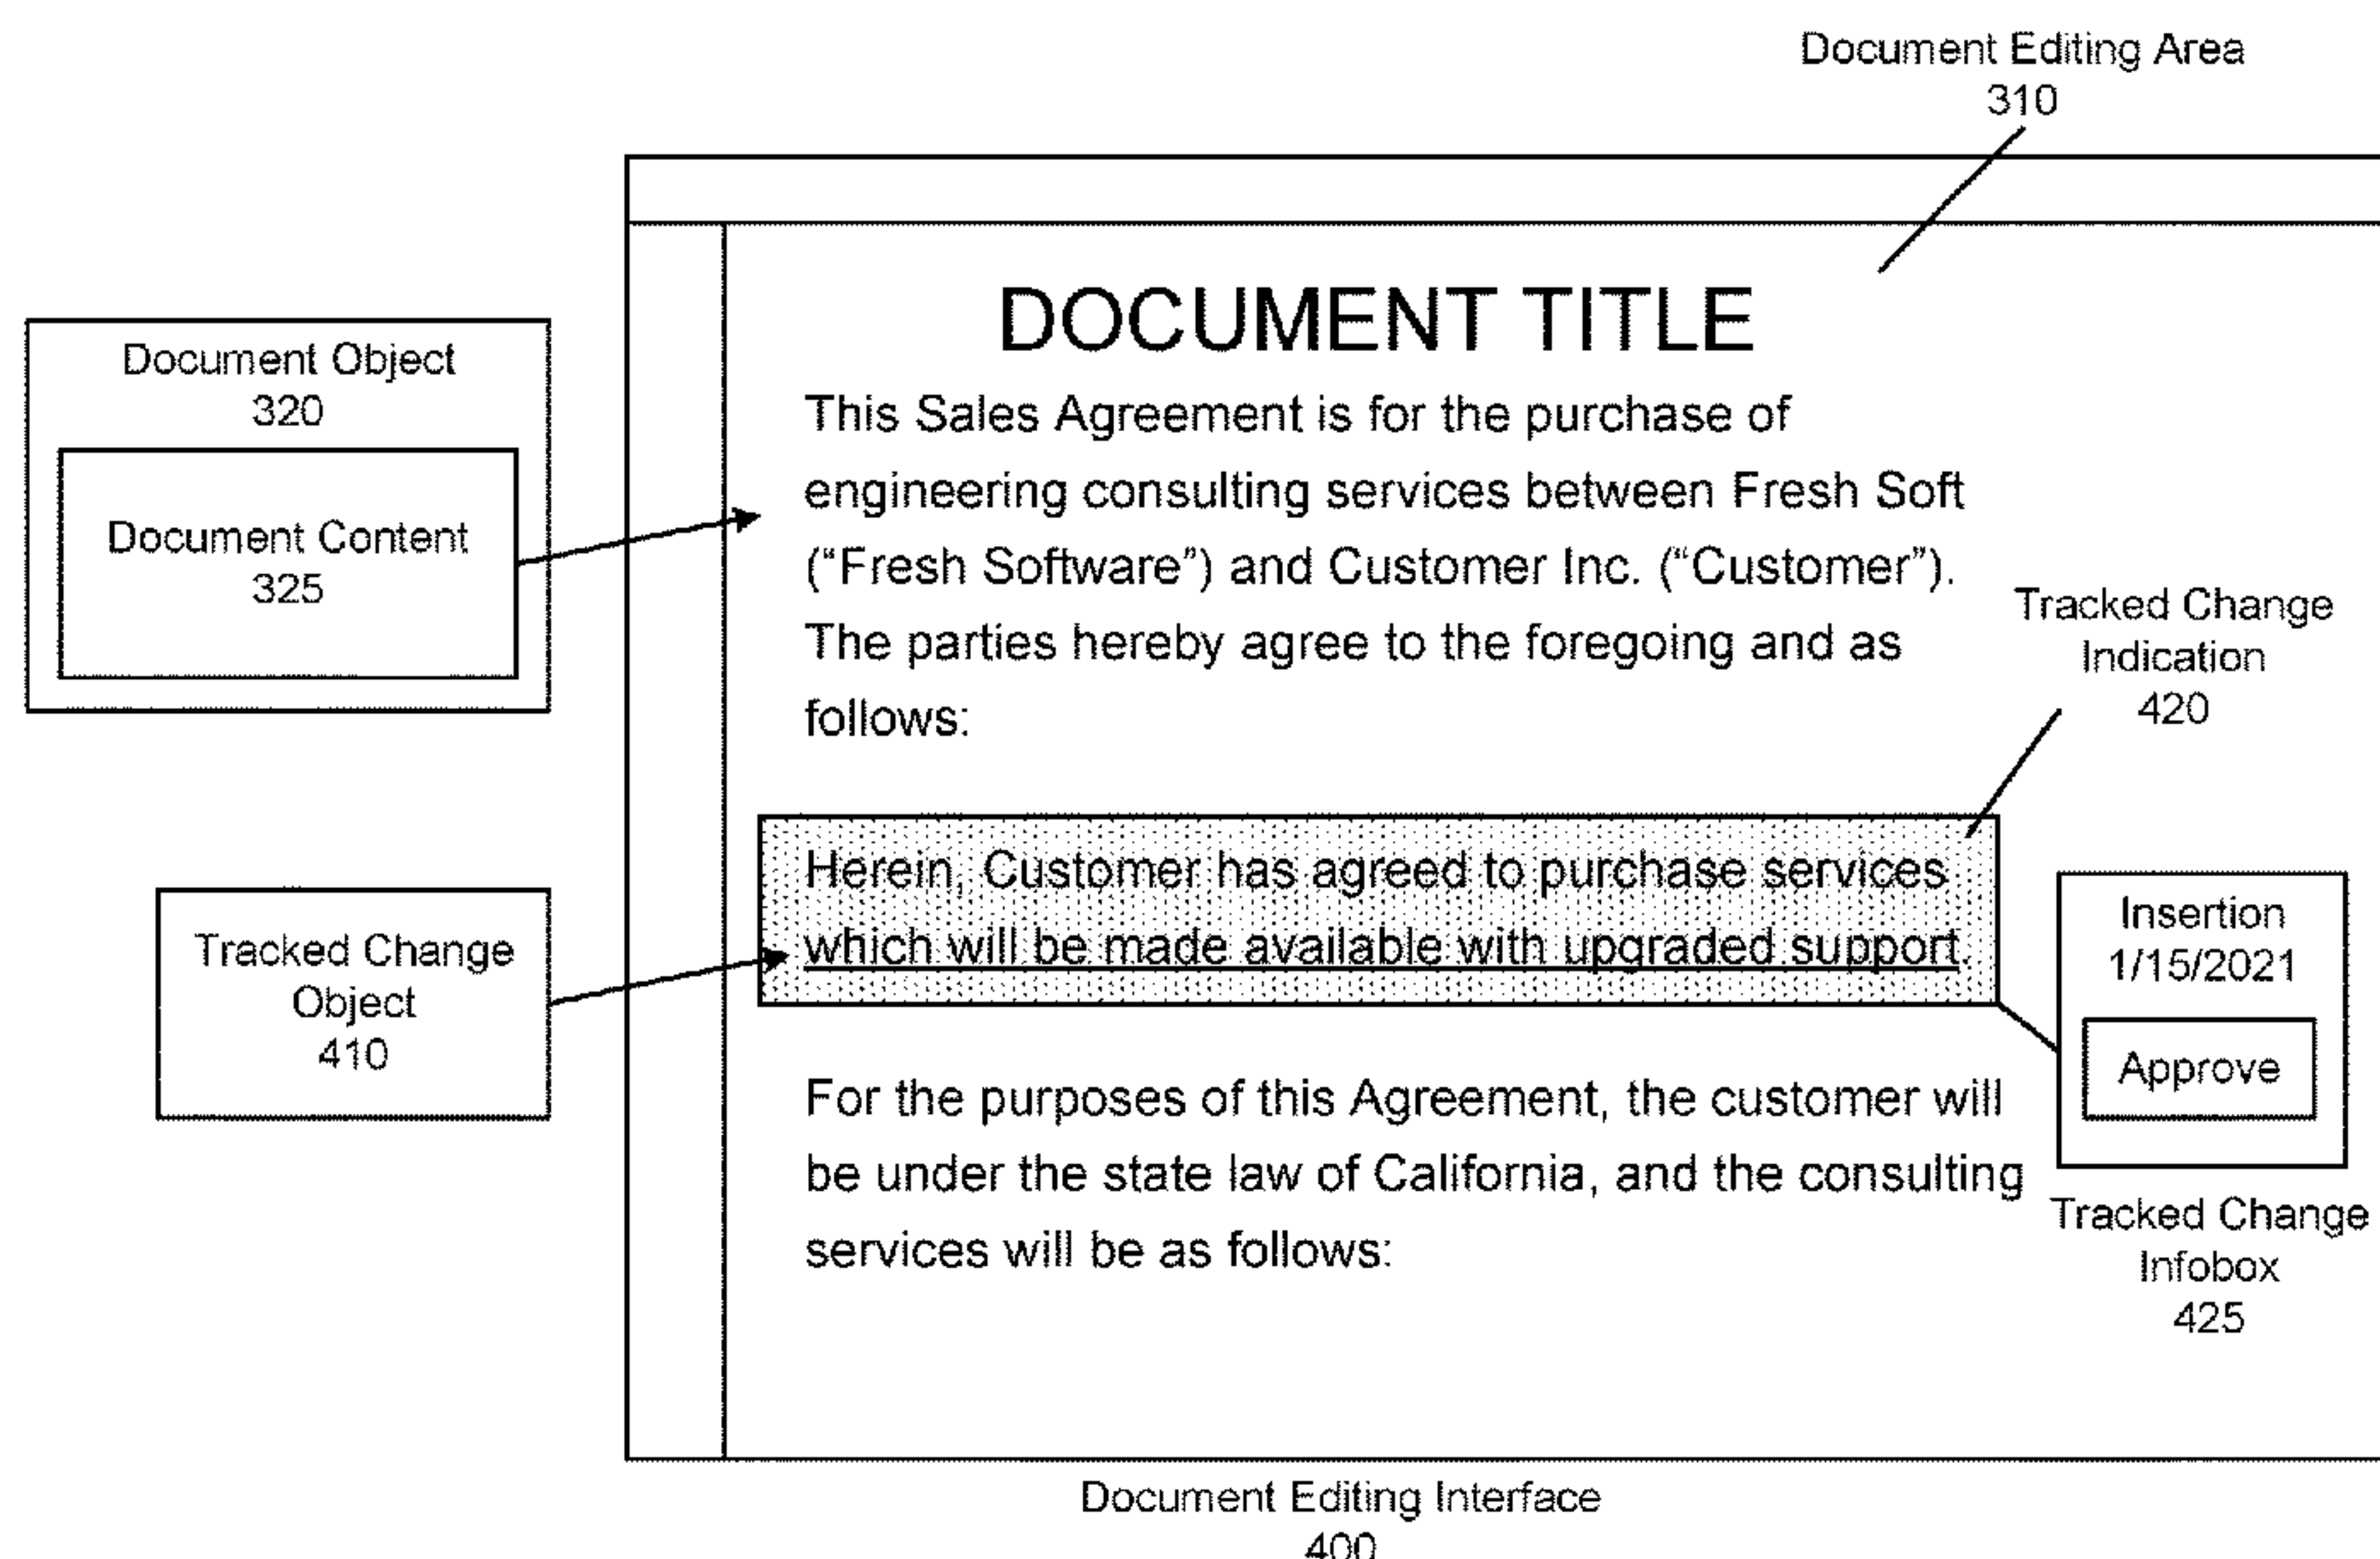 Document Editing Area
310
DOCUMENT TITLE
This Sales Agreement is for the purchase of
engineering consulting services between Fresh Soft
(“Fresh Software”) and Customer Inc. (“Customer”).
The parties hereby agree to the foregoing and as
follows:
Document Object
320
Document Content
325
Tracked Change
Indication
420
Herein, Customer has agreed to purchase services
which will be made available with upgraded support.
Tracked Change
Object
410
Insertion
1/15/2021
Approve
For the purposes of this Agreement, the customer will
be under the state law of California, and the consulting
services will be as follows:
Tracked Change
Infobox
425
Document Editing Interface
400